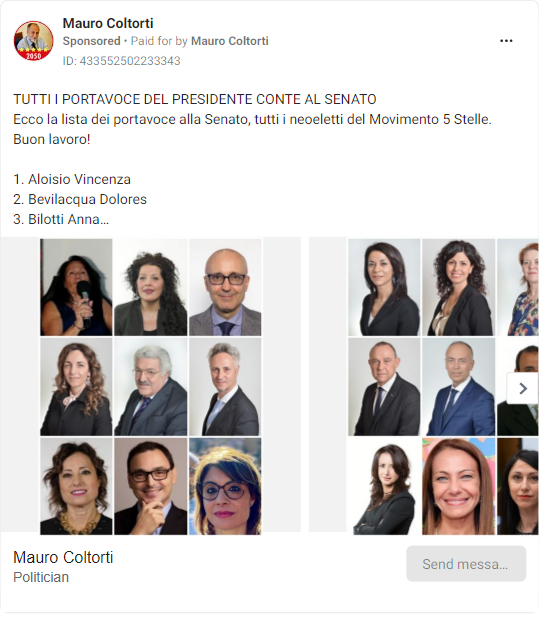 Mauro Coltorti
Sponsored • Paid for by Mauro Coltorti
ID: 433552502233343
2050
TUTTI I PORTAVOCE DEL PRESIDENTE CONTE AL SENATO
Ecco la lista dei portavoce alla Senato, tutti i neoeletti del Movimento 5 Stelle.
Buon lavoro!
1. Aloisio Vincenza
2. Bevilacqua Dolores
3. Bilotti Anna...
Mauro Coltorti
Politician
Send messa...